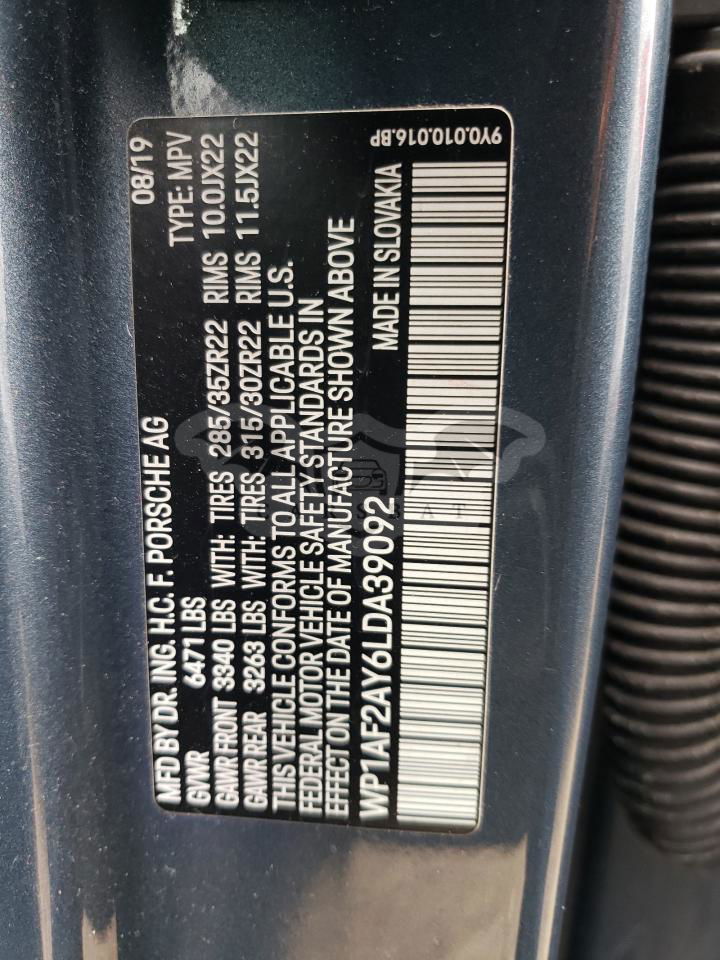 MFD BY DR. ING. H.C. F. PORSCHE AG 08/19
GVWR 6471 LBS TYPE: MPV
GAWR FRONT 3340 LBS WITH: TIRES 285/35ZR22 RIMS 10.0JX22
GAWR REAR 3263 LBS WITH: TIRES 315/30ZR22 RIMS 11.5JX22
THIS VEHICLE CONFORMS TO ALL APPLICABLE U.S.
FEDERAL MOTOR VEHICLE SAFETY STANDARDS IN
EFFECT ON THE DATE OF MANUFACTURE SHOWN ABOVE
WP1AF2AY6LDA39092 MADE IN SLOVAKIA
9Y0.010.016.BP